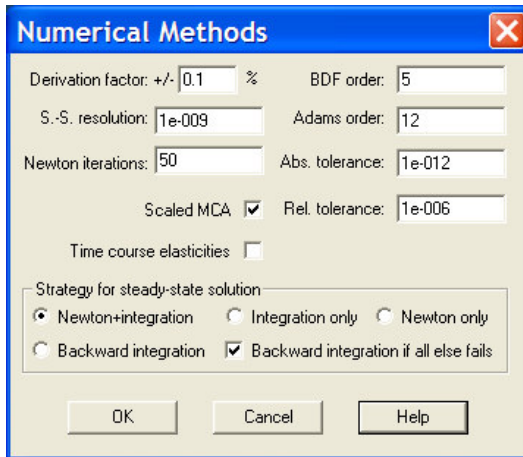 Numerical Methods
Derivation factor: +/- 0.1 % BDF order: 5
S.-S. resolution: 1e-009 Adams order: 12
Newton iterations: 50 Abs. tolerance: 1e-012
Scaled MCA Rel. tolerance: 1e-006
Time course elasticities
Strategy for steady-state solution
Newton+integration Integration only Newton only
Backward integration Backward integration if all else fails
OK Cancel Help